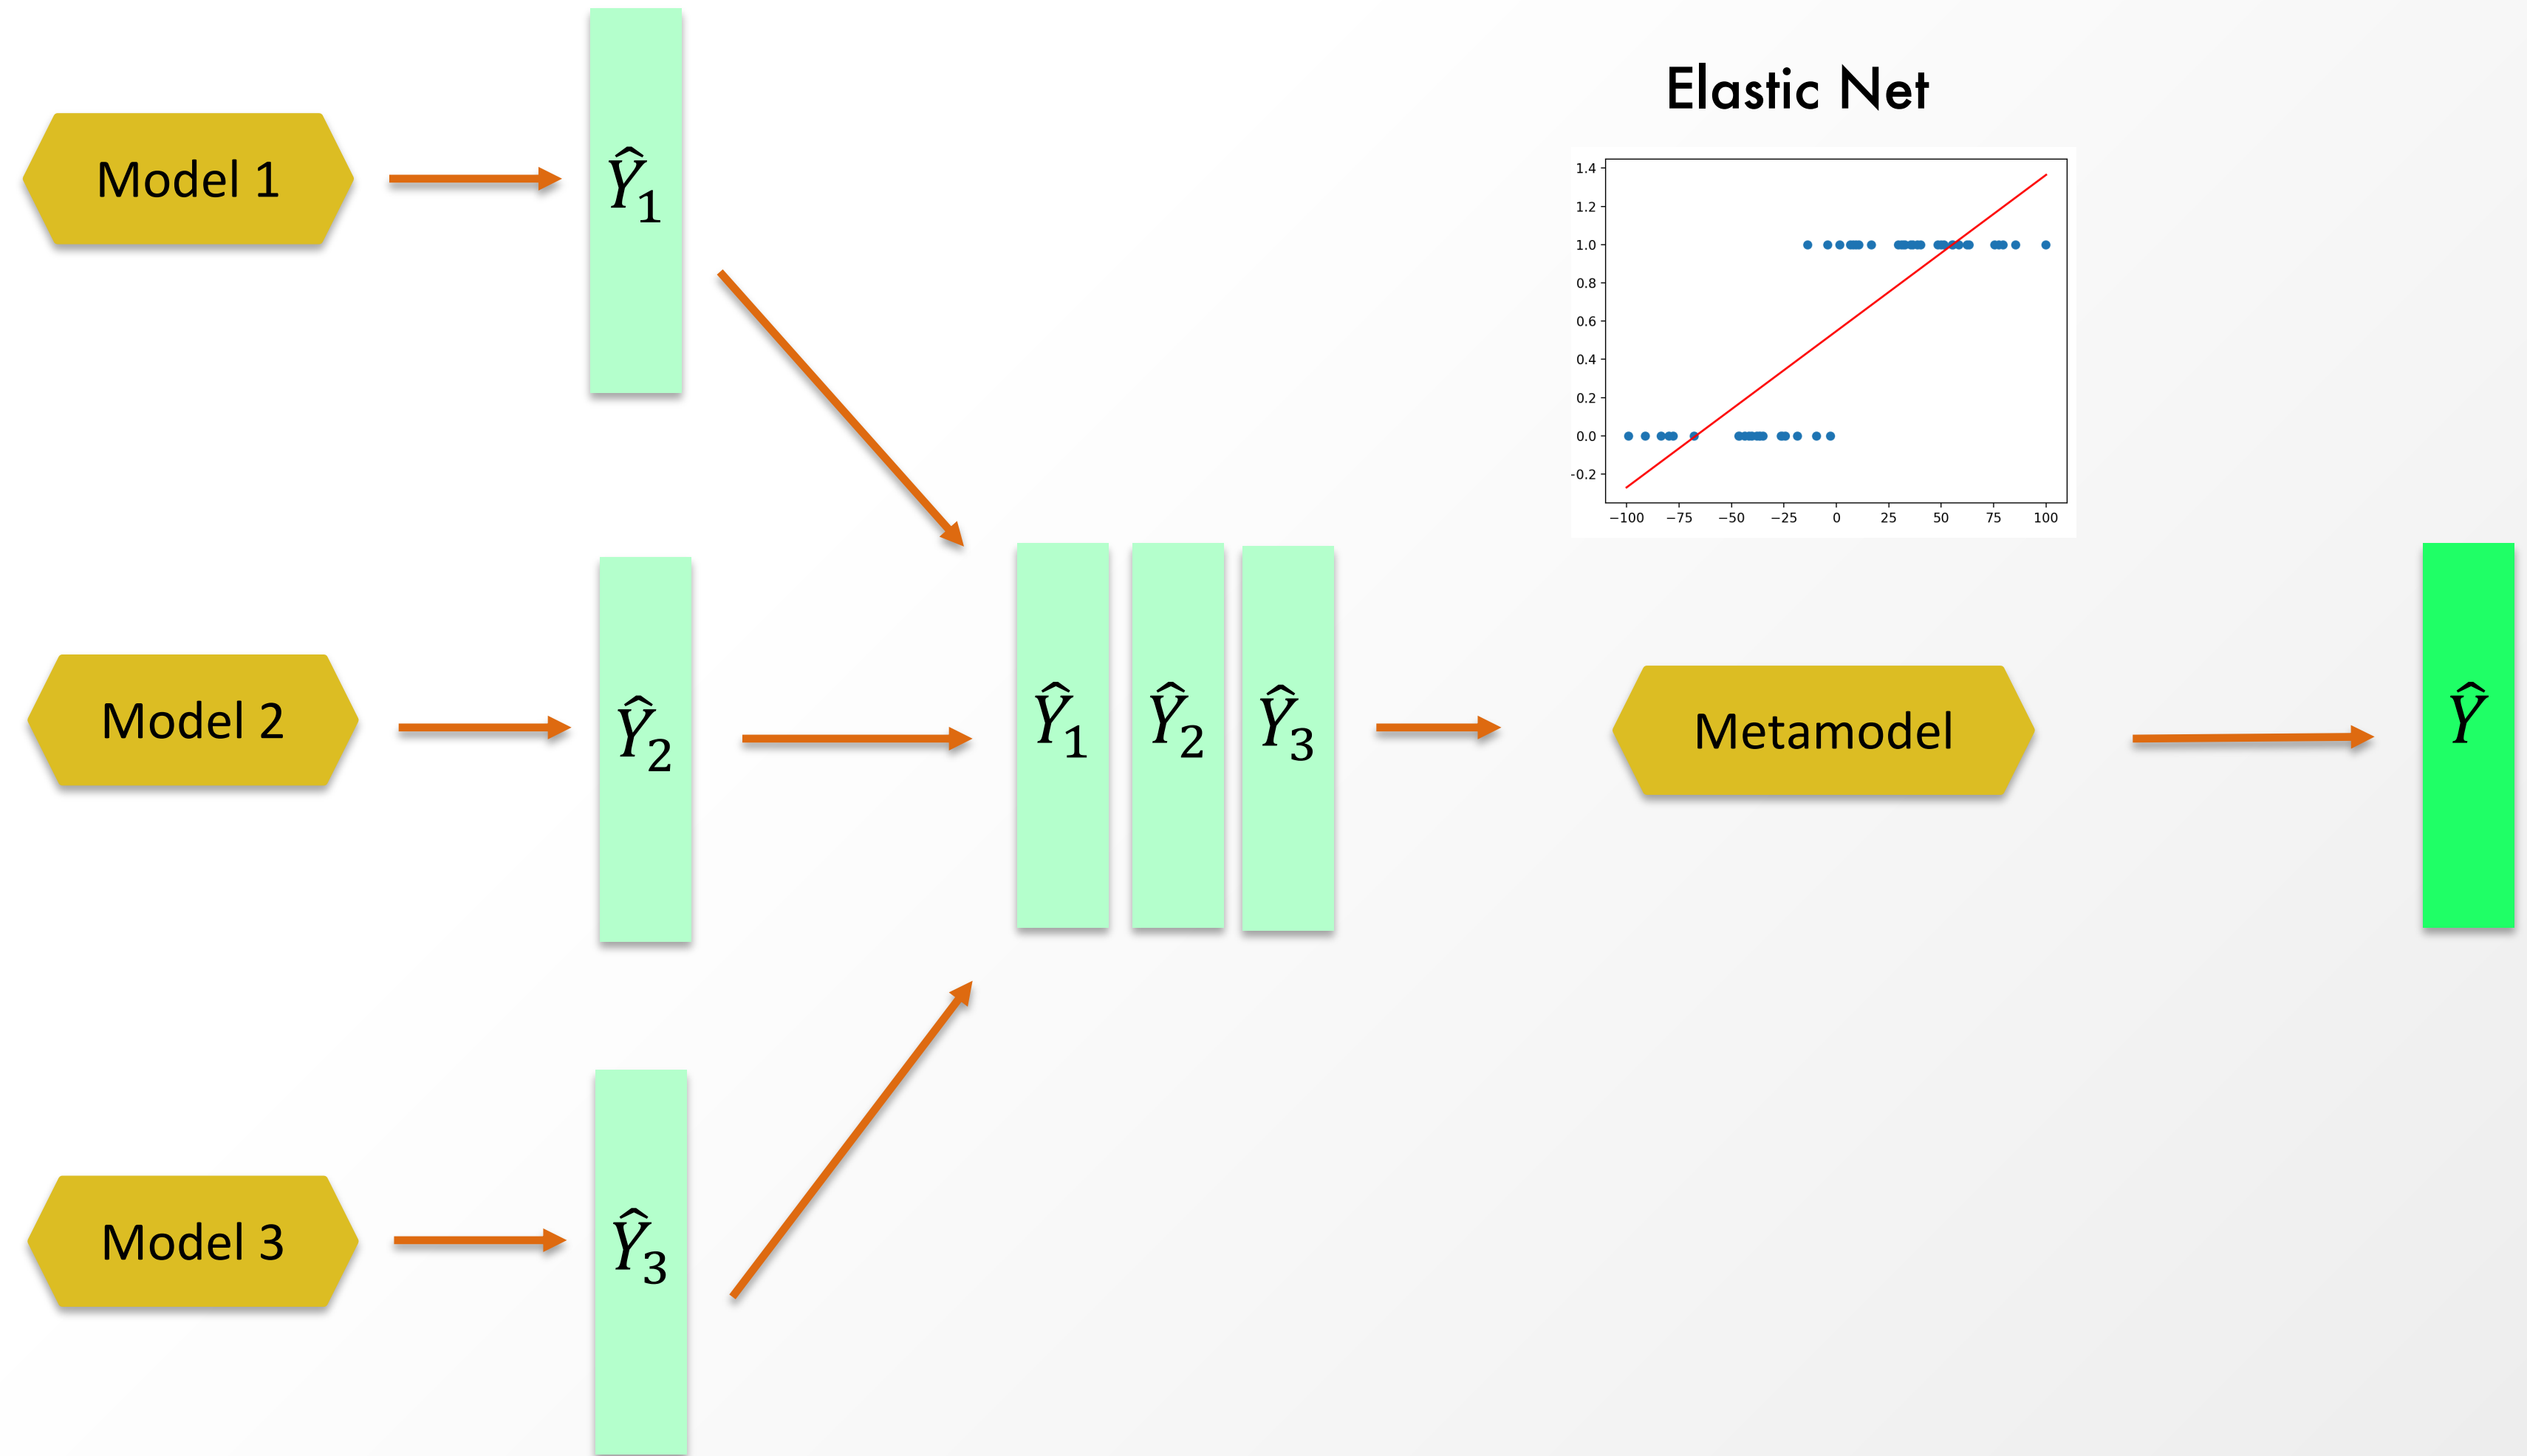 Elastic Net
Model 1
Ŷ₁
1.4
1.2
1.0
0.8
0.6
0.4
0.2
0.0
-0.2
−100 −75 −50 −25 0 25 50 75 100
Model 2
Ŷ₂
Ŷ₁ Ŷ₂ Ŷ₃
Metamodel
Ŷ
Model 3
Ŷ₃